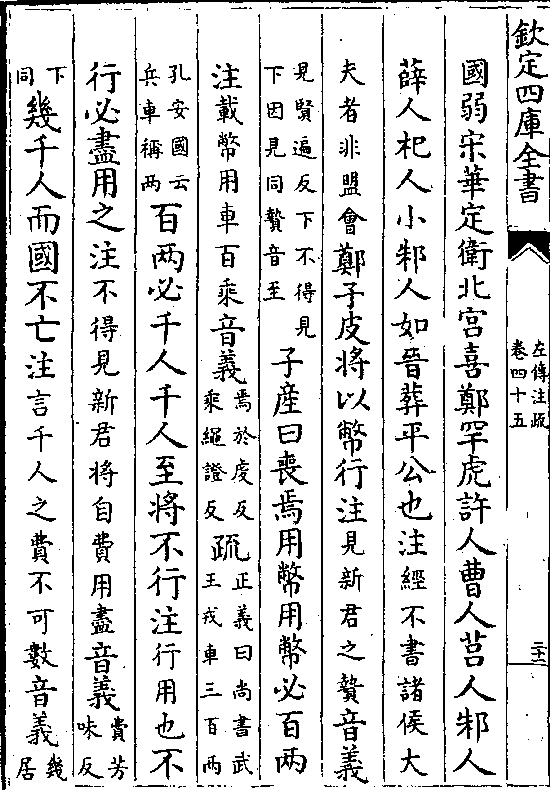 欽定四庫全書
左傳注疏
卷四十五
三十一
國弱宋華定衛北宮喜鄭罕虎許人曹人莒人邾人
薛人杞人小邾人如晉葬平公也注經不書諸侯大
夫者非盟會鄭子皮將以幣行注見新君之贄音義
見賢遍反下不得見
下因見同贄音至
子産曰喪焉用幣用幣必百兩
注載幣用車百乘音義
焉於虔反
乘繩證反
疏
正義曰尚書武
王戎車三百兩
孔安國云
兵車稱兩
百兩必千人千人至將不行注行用也不
行必盡用之注不得見新君將自費用盡音義
費芳
味反
幾千人而國不亡注言千人之費不可數音義
幾
居
下
同